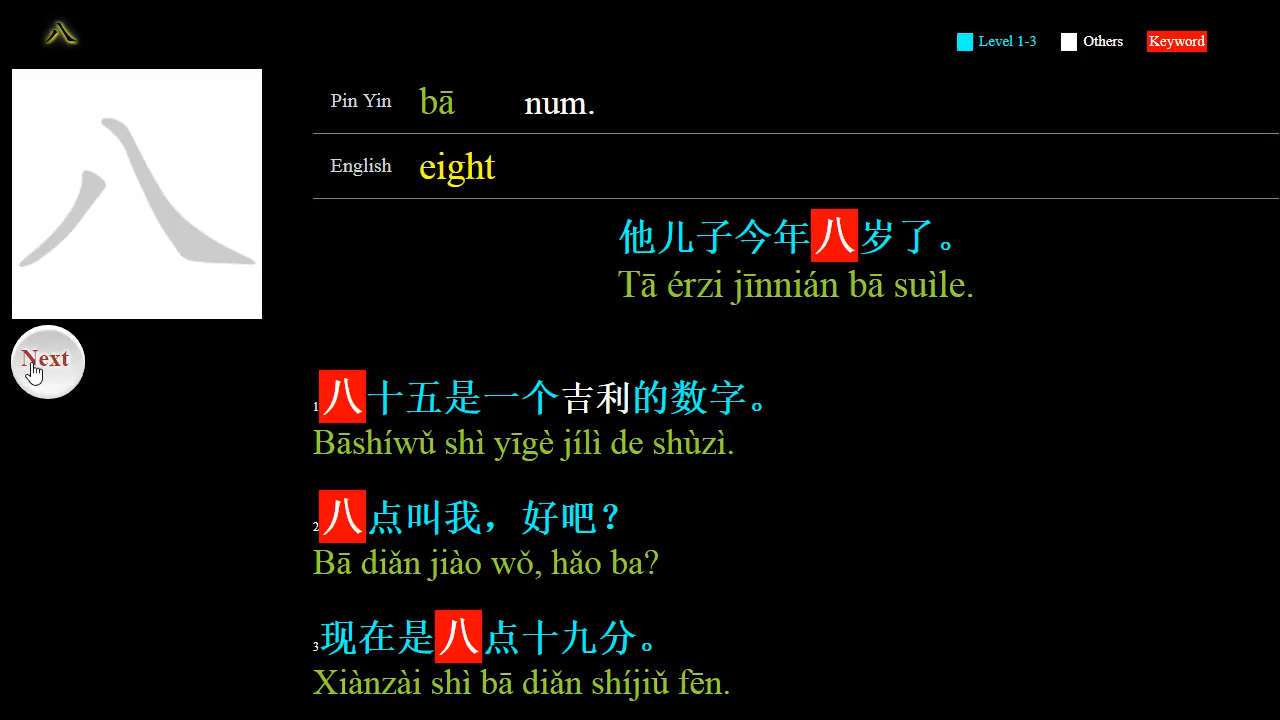 八
Level 1-3 Others Keyword
Pin Yin bā num.
English eight
八
他儿子今年八岁了。
Tā érzi jīnnián bā suìle.
Next
1八十五是一个吉利的数字。
Bāshíwǔ shì yīgè jílì de shùzì.
2八点叫我，好吧？
Bā diǎn jiào wǒ, hǎo ba?
3现在是八点十九分。
Xiànzài shì bā diǎn shíjiǔ fēn.